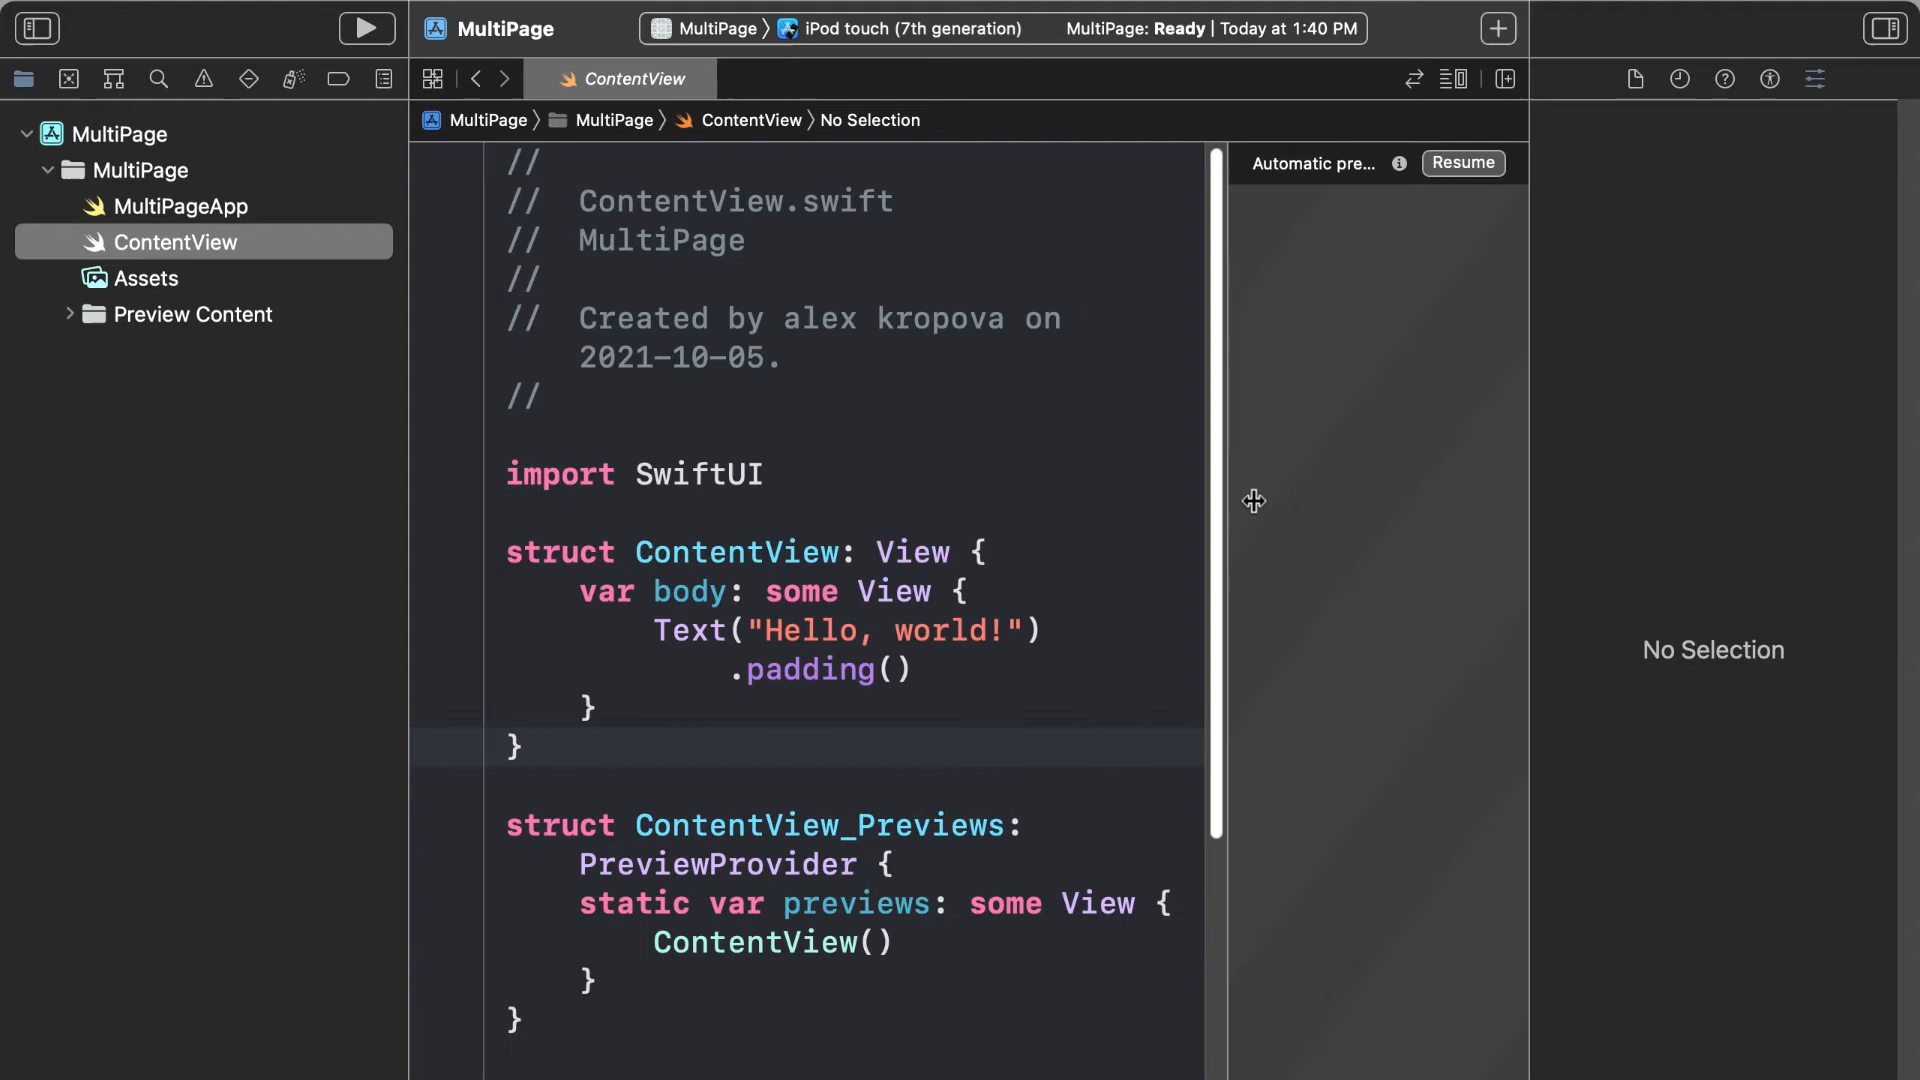 MultiPage
MultiPage
iPod touch (7th generation)
MultiPage: Ready | Today at 1:40 PM
ContentView
MultiPage
MultiPage
ContentView
No Selection
MultiPage
MultiPage
MultiPageApp
ContentView
Assets
Preview Content
//
//  ContentView.swift
//  MultiPage
//
//  Created by alex kropova on
2021-10-05.
//
import SwiftUI
struct ContentView: View {
var body: some View {
Text("Hello, world!")
.padding()
}
}
struct ContentView_Previews:
PreviewProvider {
static var previews: some View {
ContentView()
}
}
Automatic pre...
Resume
No Selection